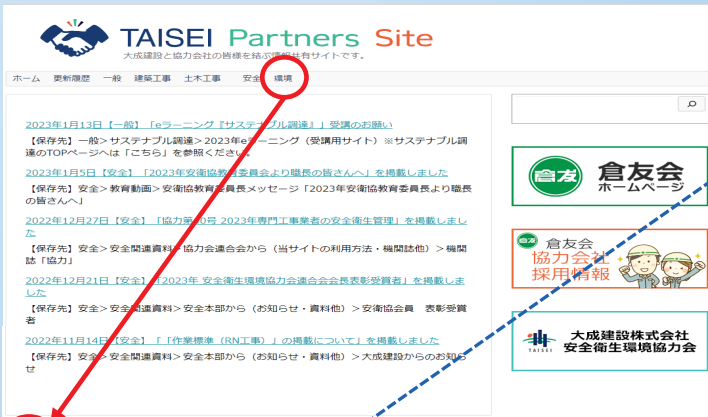 TAISEI Partners Site
大成建設と協力会社の皆様を結ぶ情報共有サイトです。
ホーム 更新履歴 一般 建築工事 土木工事 安全 環境
2023年1月13日【一般】「eラーニング『サステナブル調達』」受講のお願い
【保存先】一般＞サステナブル調達＞2023年eラーニング（受講用サイト）※サステナブル調
達のTOPページへは「こちら」を参照ください。
2023年1月5日【安全】「2023年安衛協教育委員会より職長の皆さんへ」を掲載しました
【保存先】安全＞教育動画＞安衛協教育委員長メッセージ「2023年安衛協教育委員長より職長
の皆さんへ」
2022年12月27日【安全】「協力第 号 2023年専門工事業者の安全衛生管理」を掲載しまし
た
【保存先】安全＞安全関連資料＞協力会連合会から（当サイトの利用方法・機関誌他）＞機関
誌「協力」
2022年12月21日【安全】「2023年 安全衛生環境協力会連合会会長表彰受賞者」を掲載しま
した
【保存先】安全＞安全関連資料＞安全本部から（お知らせ・資料他）＞安衛協会員 表彰受賞
者
2022年11月14日【安全】「「作業標準（RN工事）」の掲載について」を掲載しました
【保存先】安全＞安全関連資料＞安全本部から（お知らせ・資料他）＞大成建設からのお知ら
せ
倉友 倉友会
ホームページ
倉友 倉友会
協力会社
採用情報
TAISEI 大成建設株式会社
安全衛生環境協力会